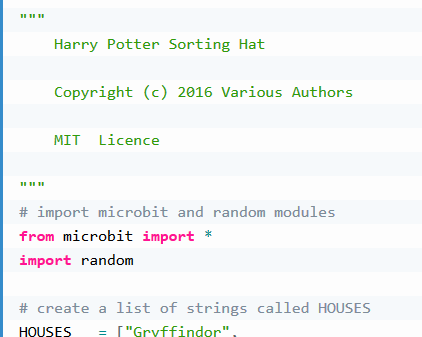 """
Harry Potter Sorting Hat
Copyright (c) 2016 Various Authors
MIT  Licence
"""
# import microbit and random modules
from microbit import *
import random
# create a list of strings called HOUSES
HOUSES   = ["Gryffindor",